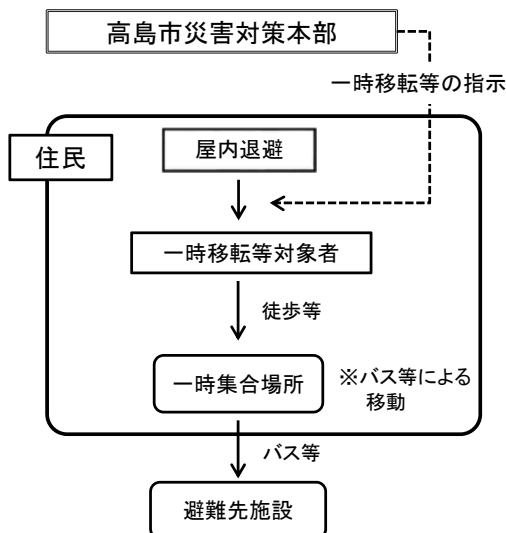 高島市災害対策本部
一時移転等の指示
住民
屋内退避
一時移転等対象者
徒歩等
一時集合場所
※バス等による
移動
バス等
避難先施設